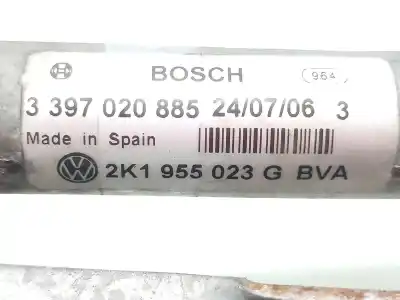 BOSCH 964
3 397 020 885 24/07/06 3
Made in Spain
2K1 955 023 G BVA